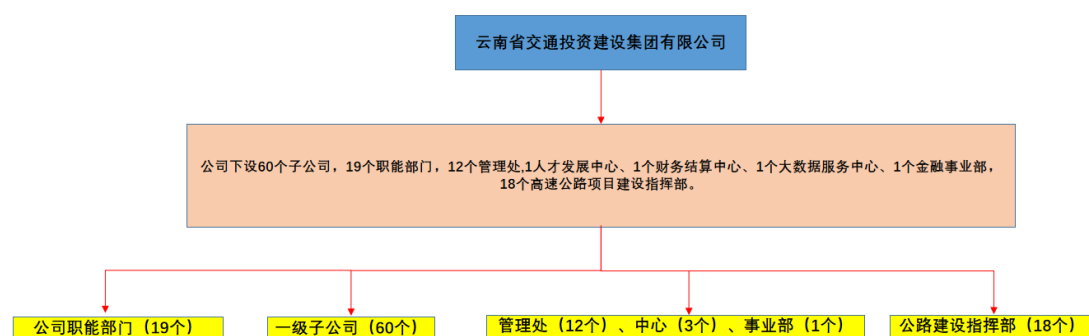 云南省交通投资建设集团有限公司
公司下设60个子公司，19个职能部门，12个管理处,1人才发展中心、1个财务结算中心、1个大数据服务中心、1个金融事业部，
18个高速公路项目建设指挥部。
公司职能部门（19个）
一级子公司（60个）
管理处（12个）、中心（3个）、事业部（1个）
公路建设指挥部（18个）